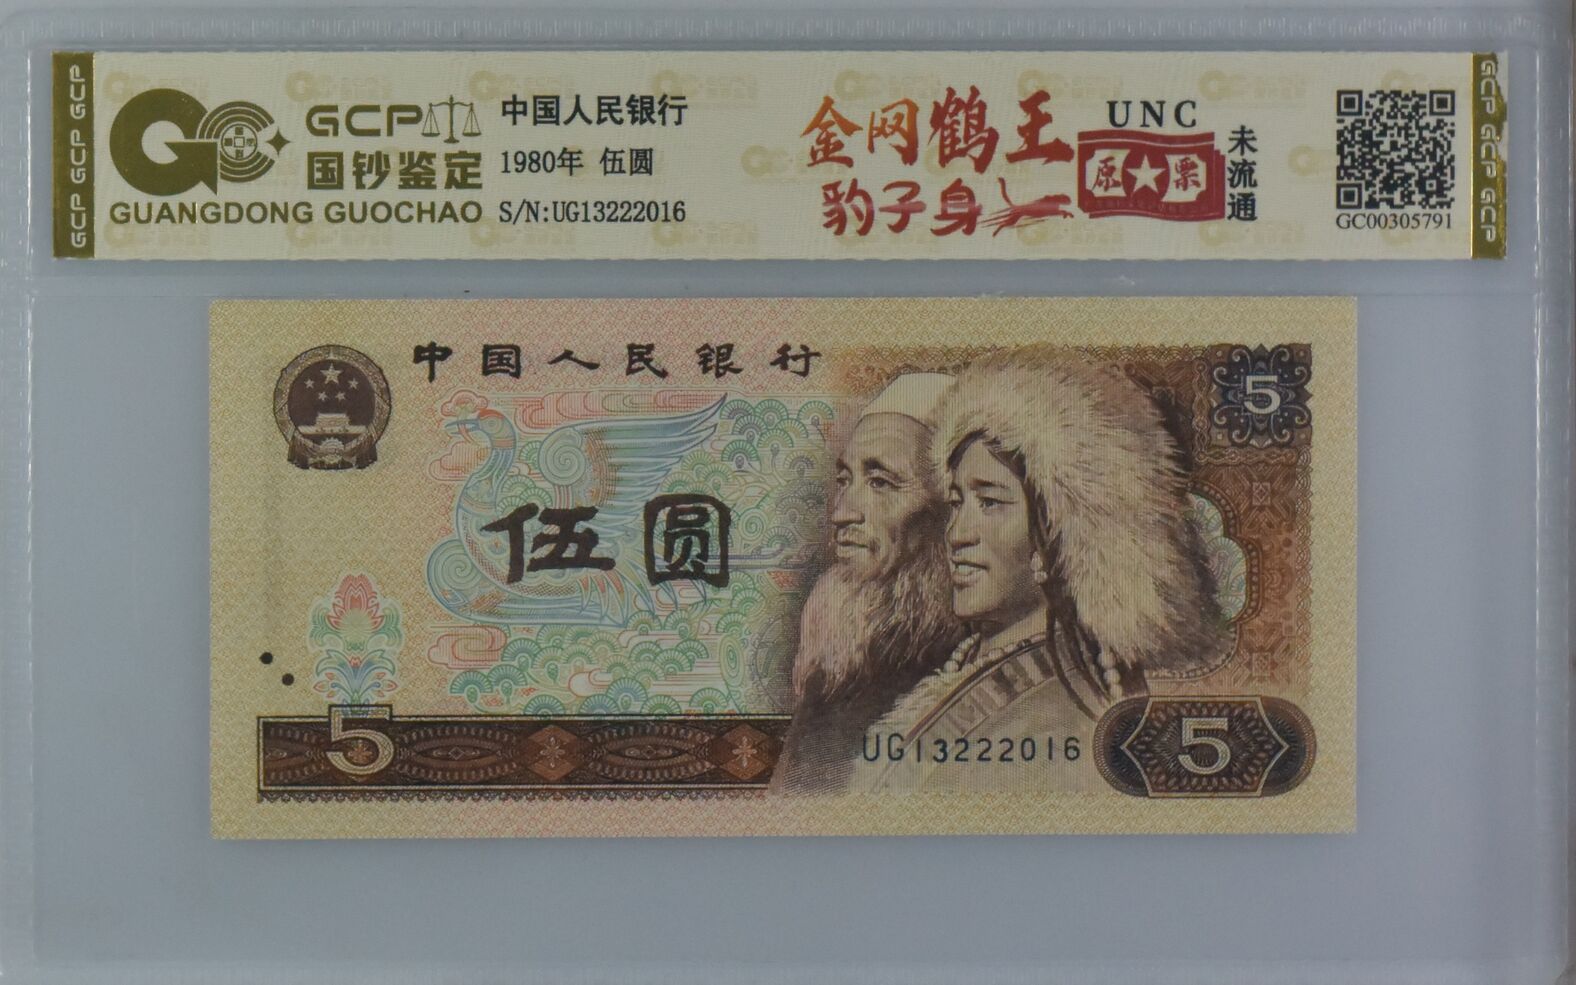 GCP GCP GCP
GCP
国钞鉴定
GUANGDONG GUOCHAO
中国人民银行
1980年 伍圆
S/N:UG13222016
金网鹤王
豹子身
UNC
原票
未流通
GC00305791
GCP GCP GCP GCP
中国人民银行
5
伍圆
5
UG13222016
5